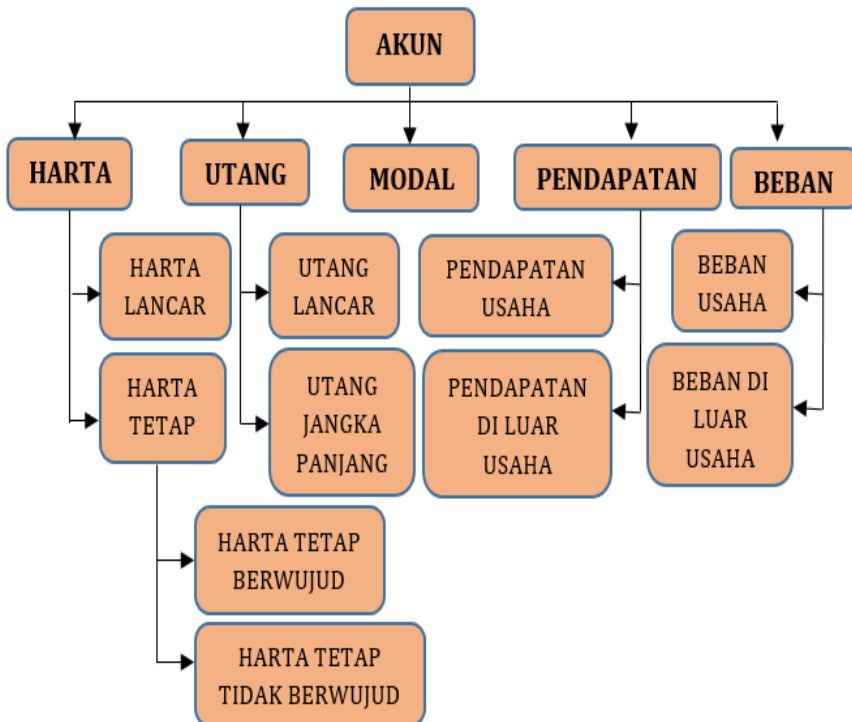 AKUN
HARTA
UTANG
MODAL
PENDAPATAN
BEBAN
HARTA
LANCAR
UTANG
LANCAR
PENDAPATAN
USAHA
BEBAN
USAHA
HARTA
TETAP
UTANG
JANGKA
PANJANG
PENDAPATAN
DI LUAR
USAHA
BEBAN DI
LUAR
USAHA
HARTA TETAP
BERWUJUD
HARTA TETAP
TIDAK BERWUJUD